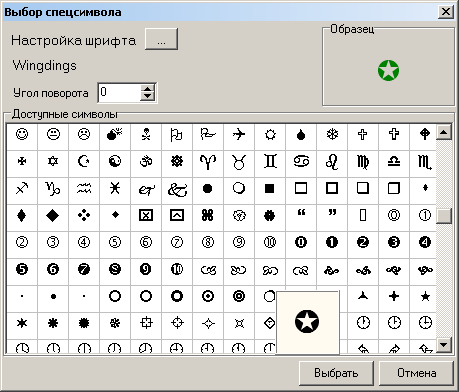 Выбор спецсимвола
Настройка шрифта ...
Wingdings
Угол поворота 0
Образец
Доступные символы
Выбрать Отмена